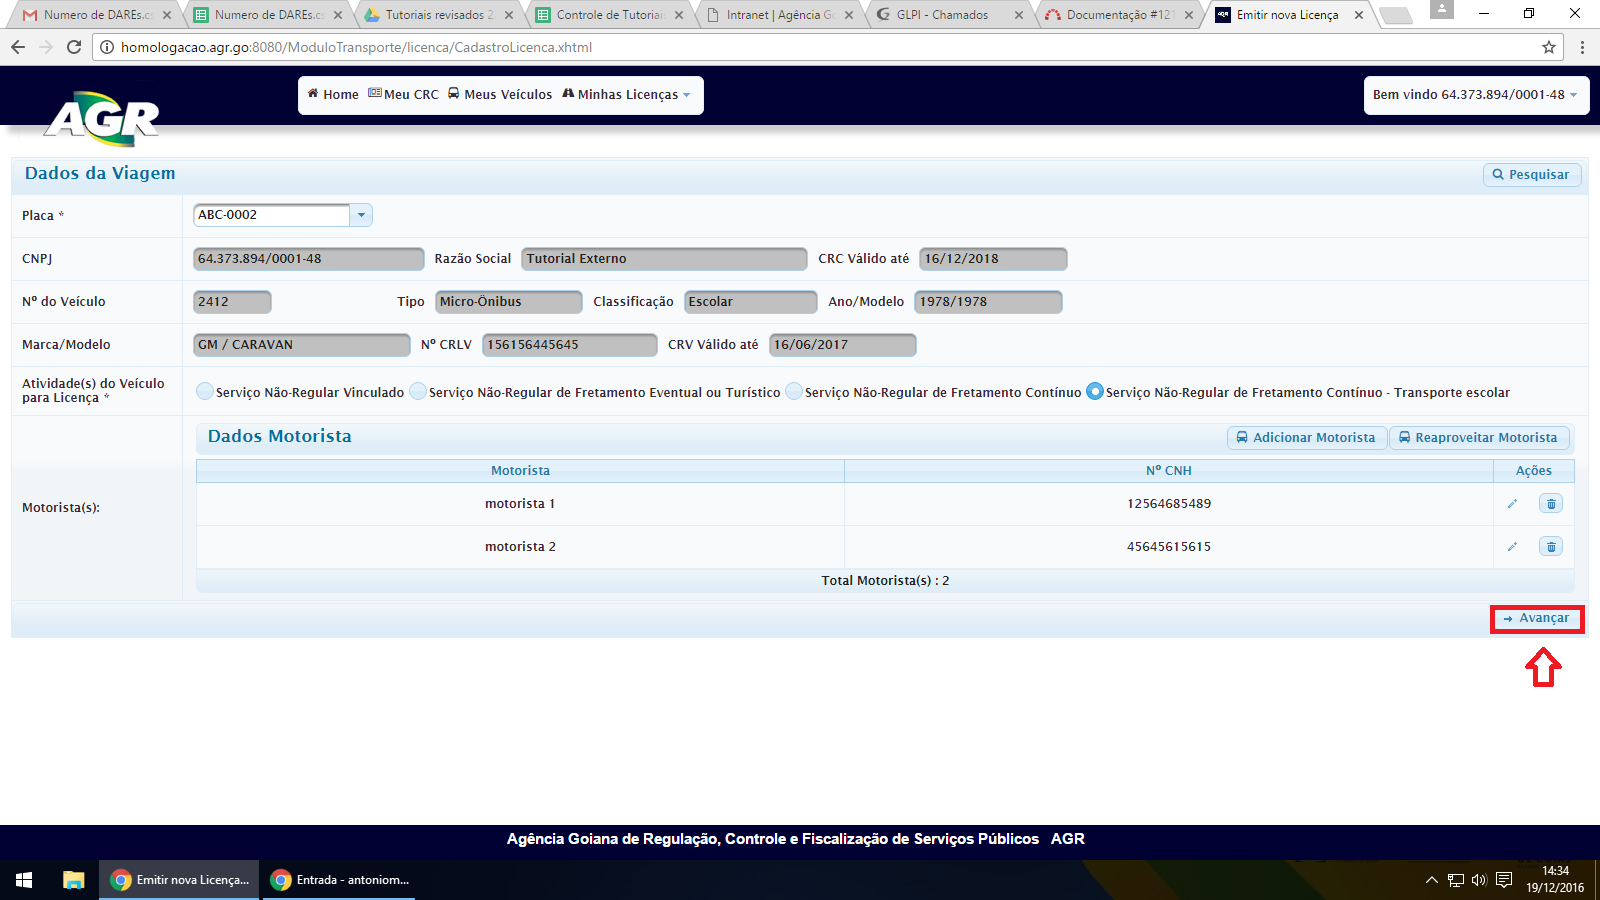 Numero de DAREs.cs
Numero de DAREs.cs
Tutoriais revisados 2
Controle de Tutoriai
Intranet | Agência Go
GLPI - Chamados
Documentação #121
Emitir nova Licença
homologacao.agr.go:8080/ModuloTransporte/licenca/CadastroLicenca.xhtml
AGR
Home Meu CRC Meus Veículos Minhas Licenças
Bem vindo 64.373.894/0001-48
Dados da Viagem
Pesquisar
Placa * ABC-0002
CNPJ 64.373.894/0001-48 Razão Social Tutorial Externo CRC Válido até 16/12/2018
Nº do Veículo 2412 Tipo Micro-Ônibus Classificação Escolar Ano/Modelo 1978/1978
Marca/Modelo GM / CARAVAN Nº CRLV 156156445645 CRV Válido até 16/06/2017
Atividade(s) do Veículo
para Licença *
Serviço Não-Regular Vinculado Serviço Não-Regular de Fretamento Eventual ou Turístico Serviço Não-Regular de Fretamento Contínuo Serviço Não-Regular de Fretamento Contínuo - Transporte escolar
Dados Motorista
Adicionar Motorista Reaproveitar Motorista
Motorista Nº CNH Ações
Motorista(s):
motorista 1 12564685489
motorista 2 45645615615
Total Motorista(s) : 2
Avançar
Agência Goiana de Regulação, Controle e Fiscalização de Serviços Públicos AGR
Emitir nova Licença...
Entrada - antoniom...
14:34
19/12/2016